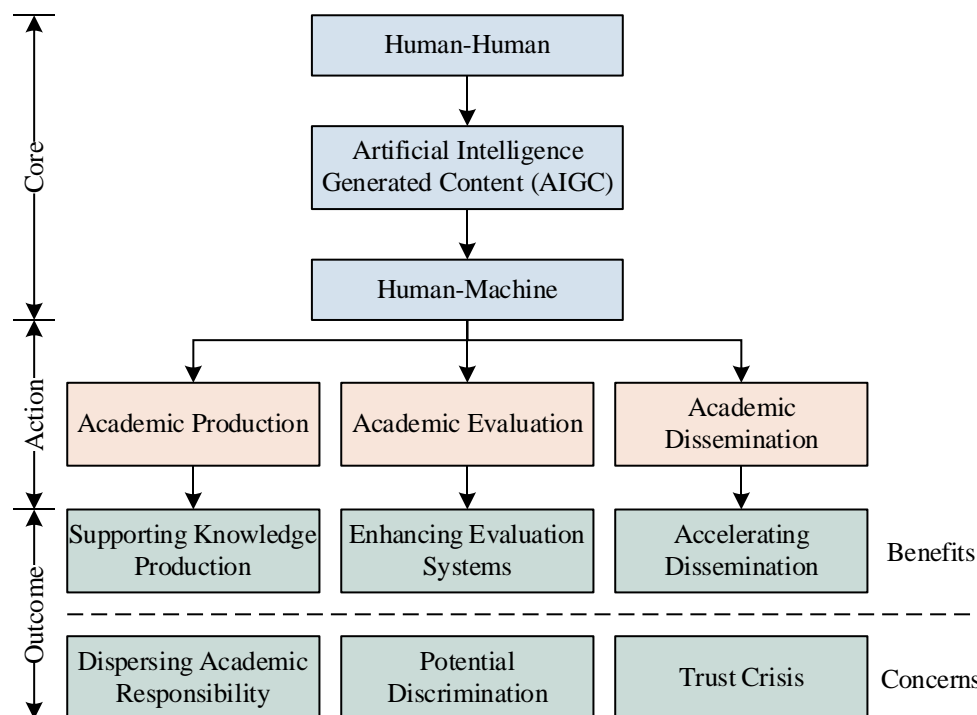 Human-Human
Core
Artificial Intelligence
Generated Content (AIGC)
Human-Machine
Action
Academic Production
Academic Evaluation
Academic
Dissemination
Outcome
Supporting Knowledge
Production
Enhancing Evaluation
Systems
Accelerating
Dissemination
Benefits
Dispersing Academic
Responsibility
Potential
Discrimination
Trust Crisis
Concerns